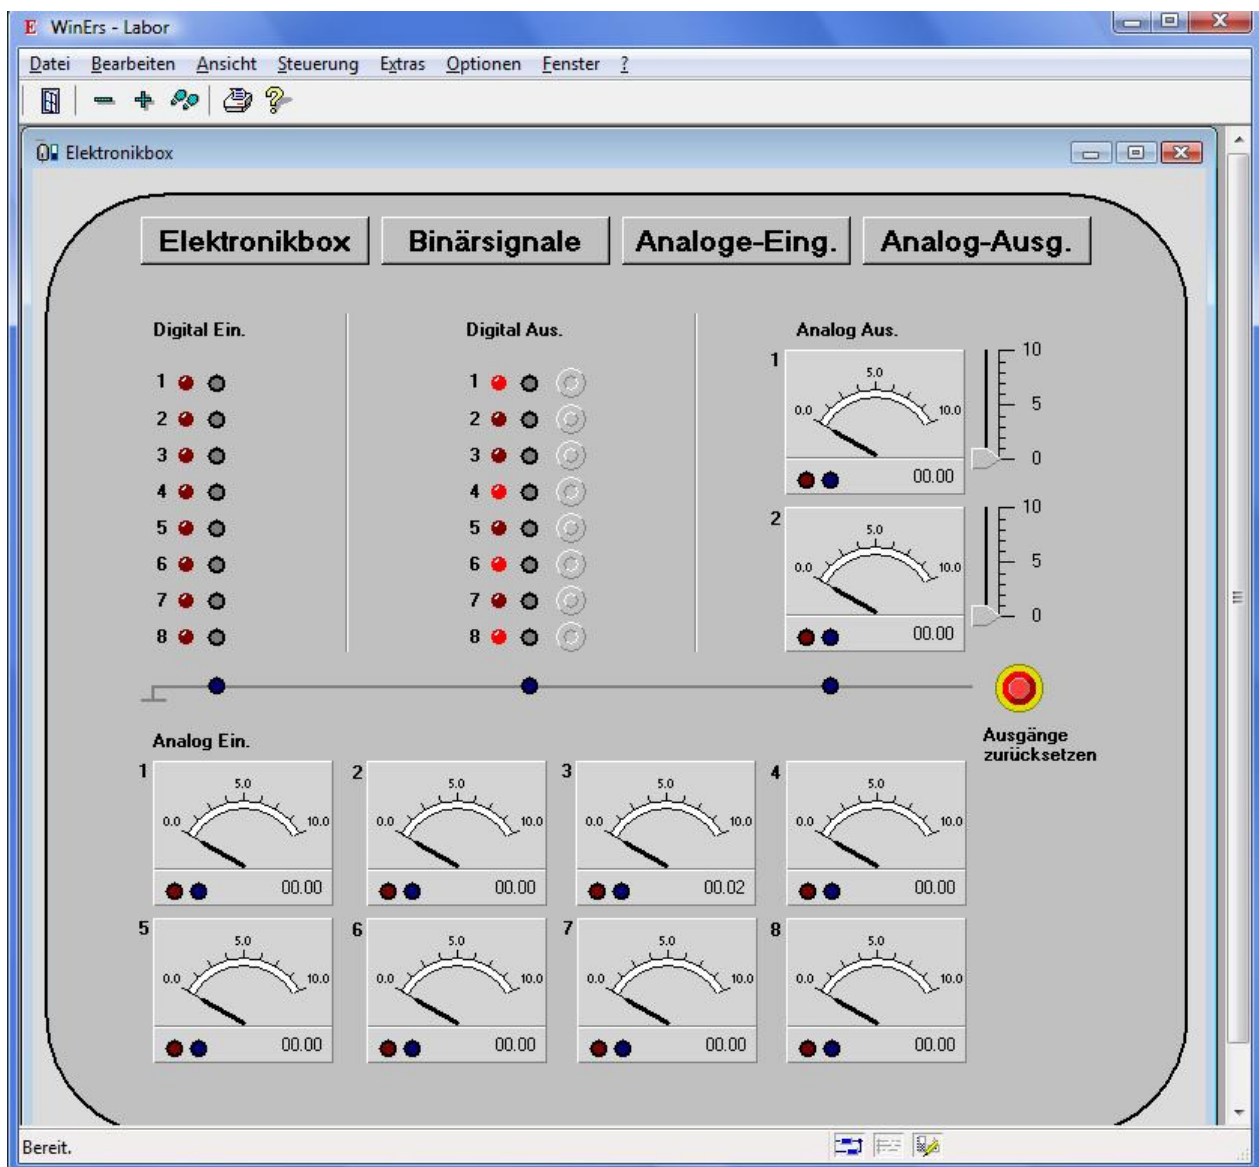 E WinErs - Labor
Datei Bearbeiten Ansicht Steuerung Extras Optionen Fenster ?
Elektronikbox
Elektronikbox Binärsignale Analoge-Eing. Analog-Ausg.
Digital Ein.
1
2
3
4
5
6
7
8
Digital Aus.
1
2
3
4
5
6
7
8
Analog Aus.
1
0.0 5.0 10.0
00.00
10
5
0
2
0.0 5.0 10.0
00.00
10
5
0
Ausgänge
zurücksetzen
Analog Ein.
1
0.0 5.0 10.0
00.00
2
0.0 5.0 10.0
00.00
3
0.0 5.0 10.0
00.02
4
0.0 5.0 10.0
00.00
5
0.0 5.0 10.0
00.00
6
0.0 5.0 10.0
00.00
7
0.0 5.0 10.0
00.00
8
0.0 5.0 10.0
00.00
Bereit.